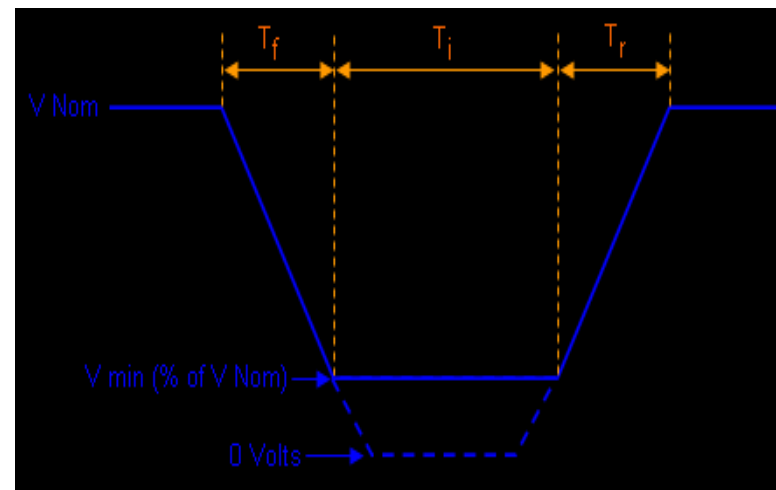 Tf
Ti
Tr
V Nom
V min (% of V Nom)
0 Volts